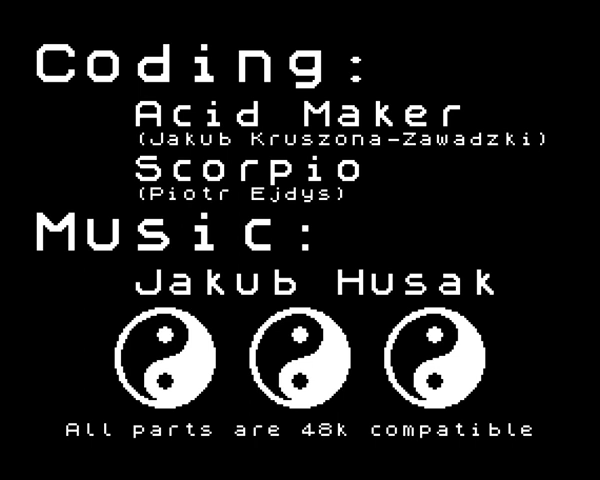 Coding:
Acid Maker
(Jakub Kruszona-Zawadzki)
Scorpio
(Piotr Ejdys)
Music:
Jakub Husak
All parts are 48k compatible